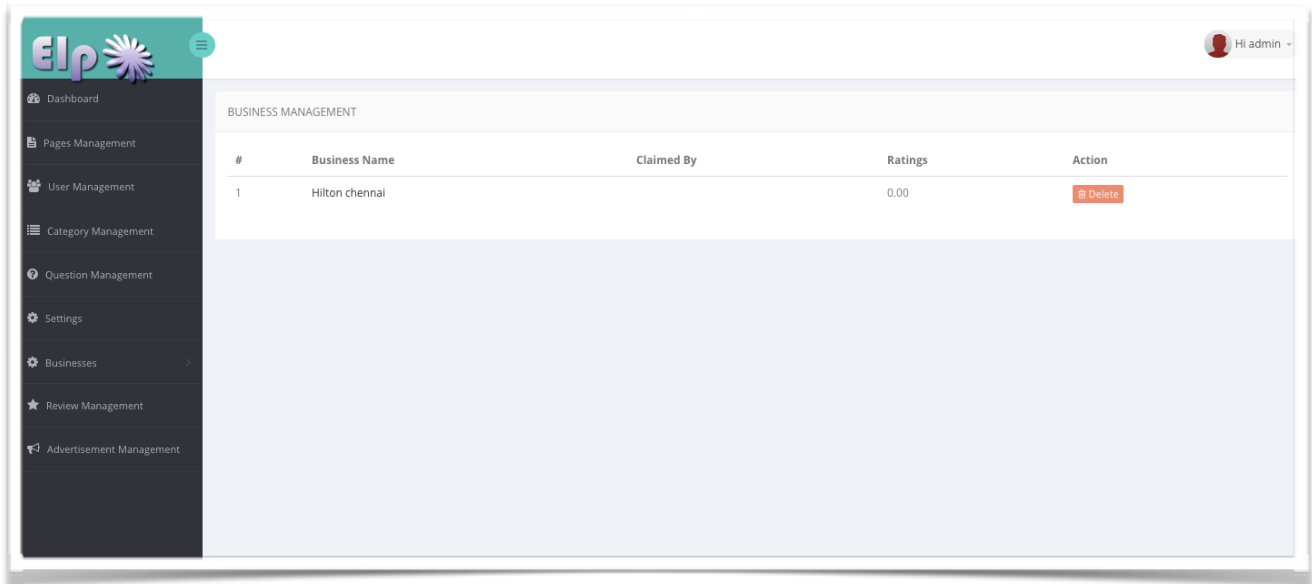 Elp
Hi admin
Dashboard
Pages Management
User Management
Category Management
Question Management
Settings
Businesses
Review Management
Advertisement Management
BUSINESS MANAGEMENT
# Business Name Claimed By Ratings Action
1 Hilton chennai 0.00 Delete